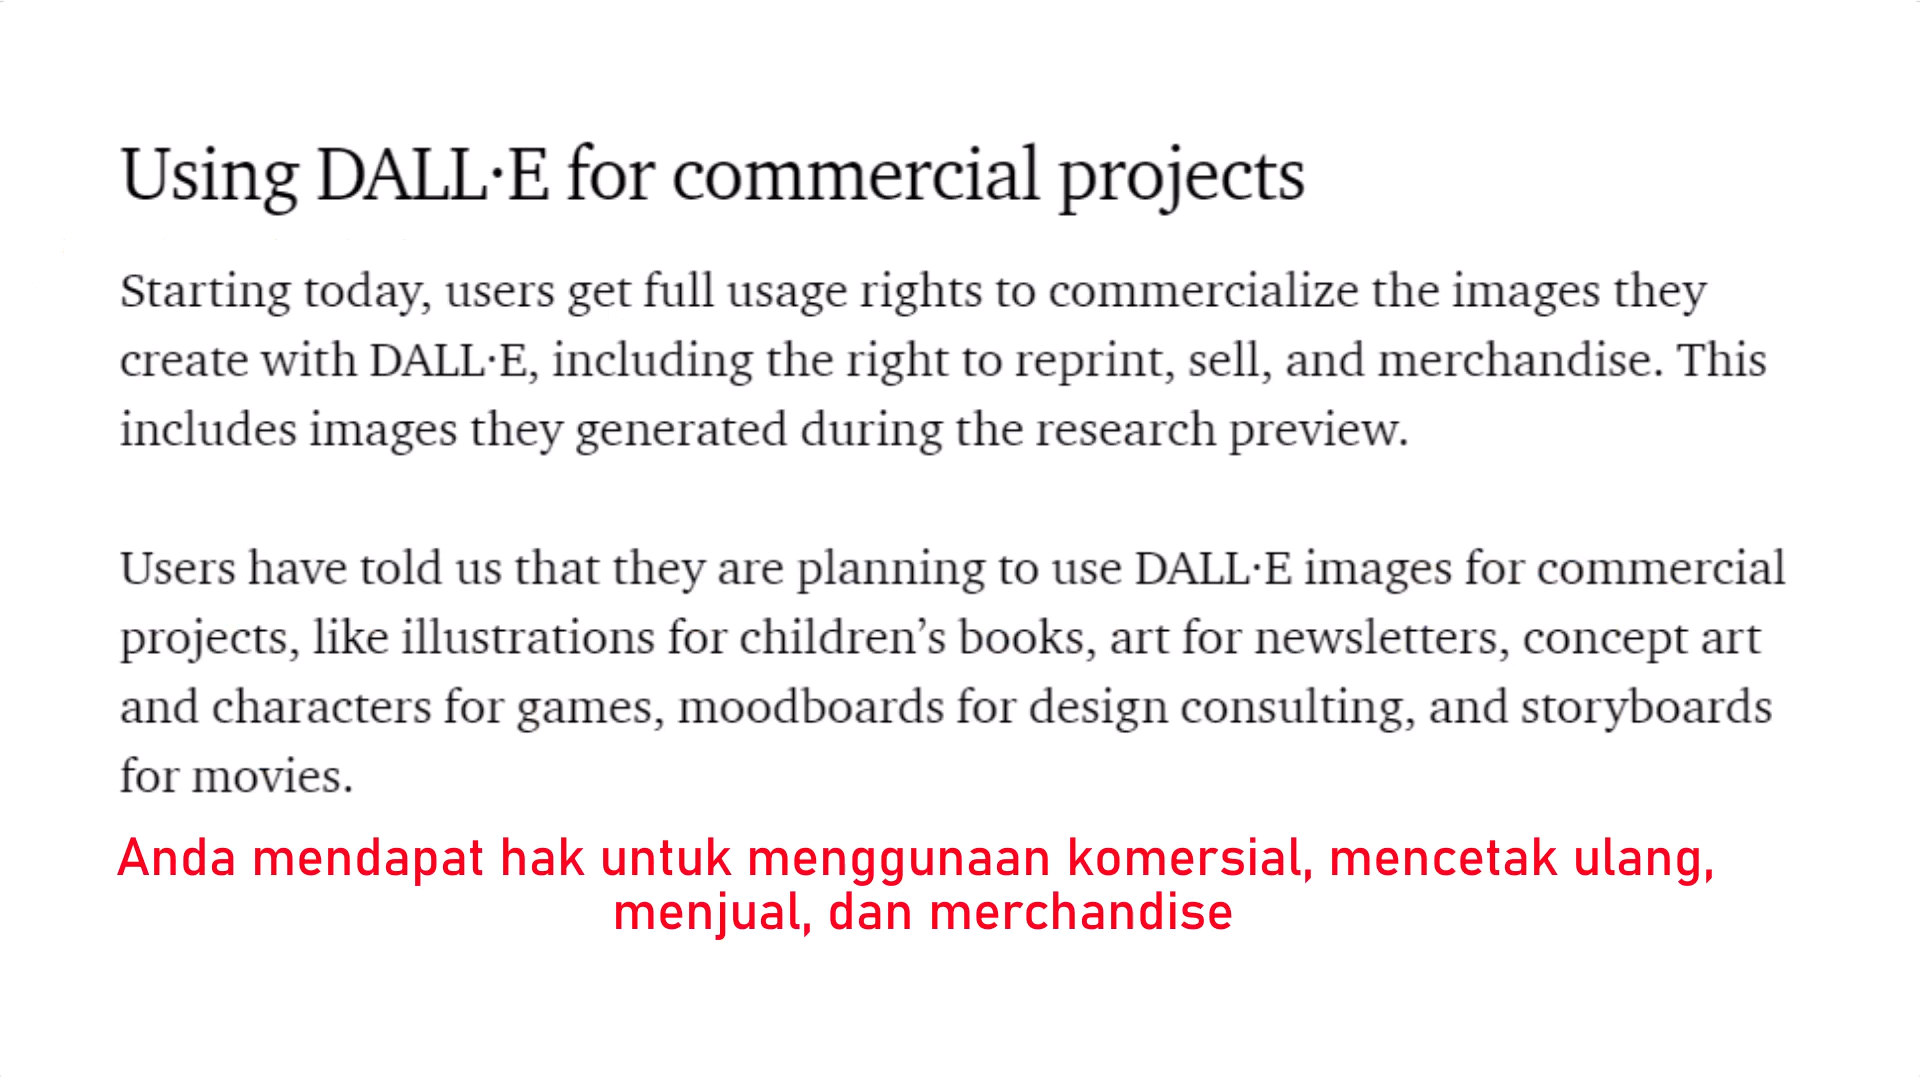 Using DALL·E for commercial projects
Starting today, users get full usage rights to commercialize the images they
create with DALL·E, including the right to reprint, sell, and merchandise. This
includes images they generated during the research preview.
Users have told us that they are planning to use DALL·E images for commercial
projects, like illustrations for children’s books, art for newsletters, concept art
and characters for games, moodboards for design consulting, and storyboards
for movies.
Anda mendapat hak untuk menggunaan komersial, mencetak ulang,
menjual, dan merchandise